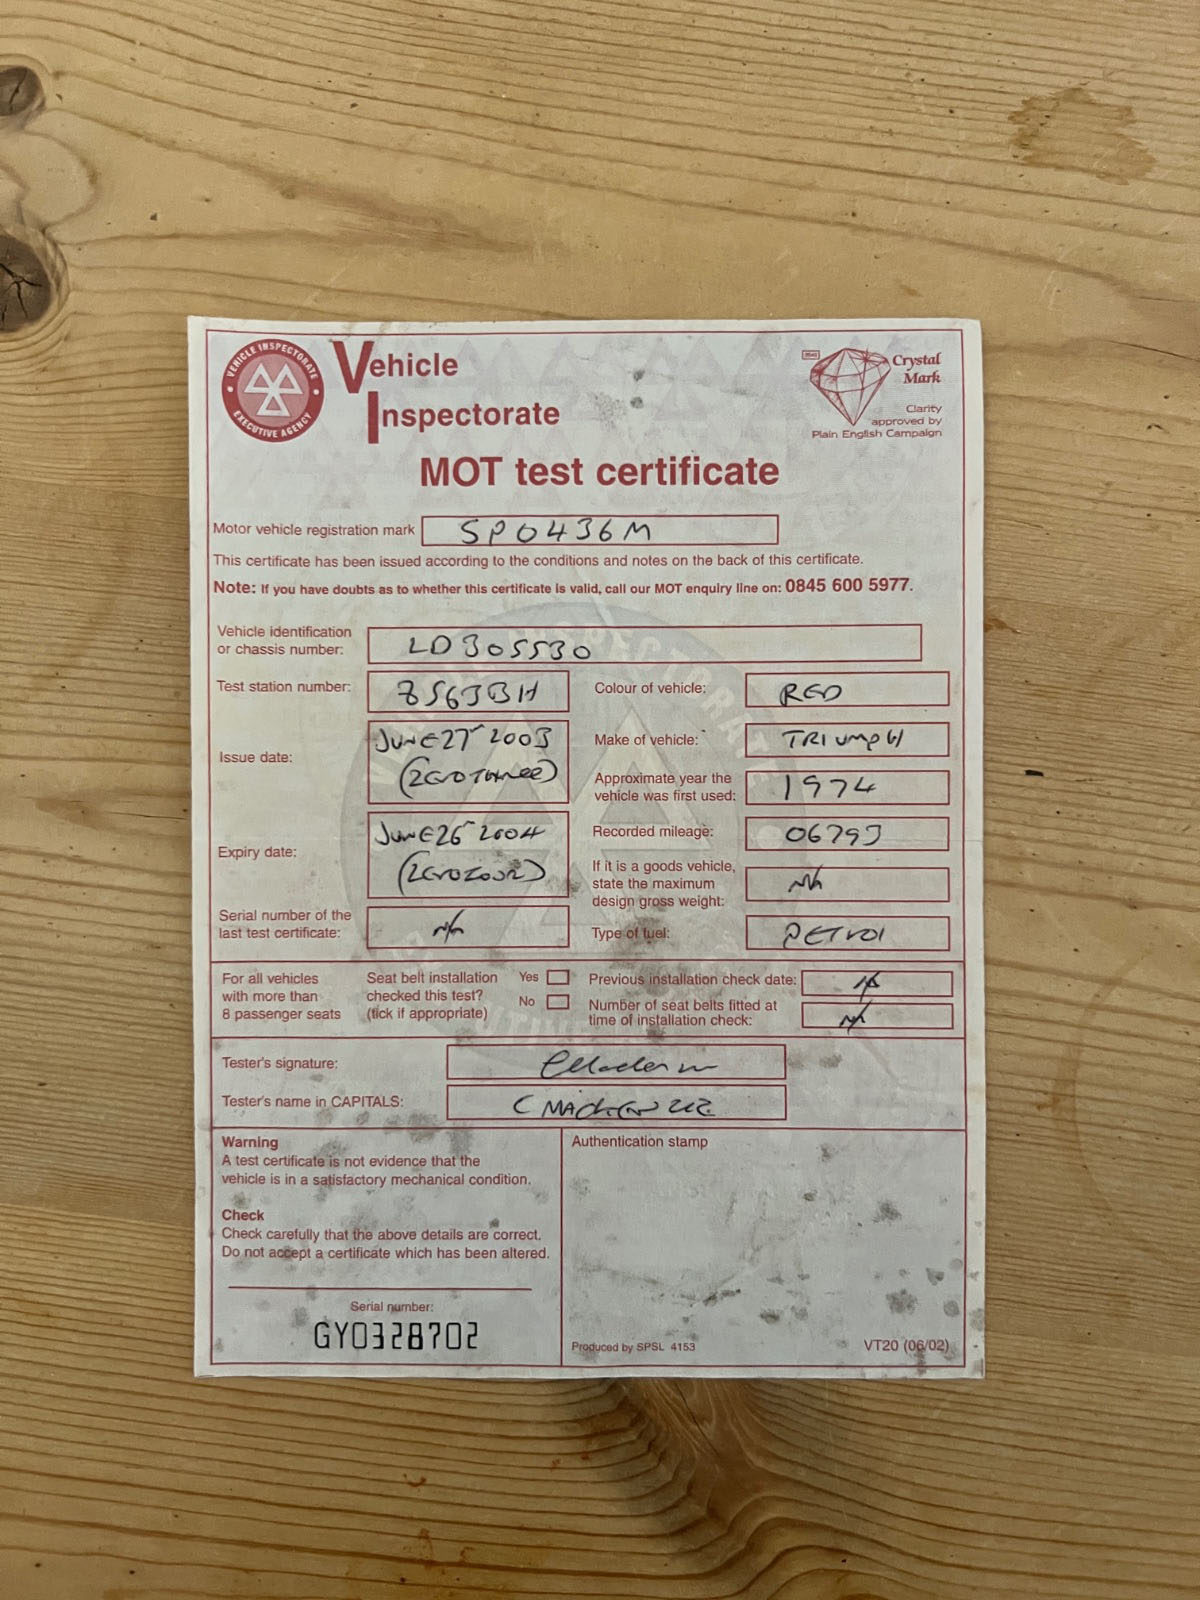 VEHICLE INSPECTORATE
EXECUTIVE AGENCY
Vehicle
Inspectorate
Crystal
Mark
Clarity
approved by
Plain English Campaign
MOT test certificate
Motor vehicle registration mark SPO436M
This certificate has been issued according to the conditions and notes on the back of this certificate.
Note: If you have doubts as to whether this certificate is valid, call our MOT enquiry line on: 0845 600 5977.
Vehicle identification
or chassis number: LD305530
Test station number: 8563BH
Colour of vehicle: RED
Issue date: JUNE 27 2003
(ZERO THREE)
Make of vehicle: TRIUMPH
Approximate year the
vehicle was first used: 1974
Expiry date: JUNE 26 2004
(ZERO FOUR)
Recorded mileage: 06793
If it is a goods vehicle,
state the maximum
design gross weight: N/A
Serial number of the
last test certificate: N/A
Type of fuel: PETROL
For all vehicles
with more than
8 passenger seats
Seat belt installation
checked this test?
(tick if appropriate)
Yes
No
Previous installation check date: N/A
Number of seat belts fitted at
time of installation check: N/A
Tester's signature:
Tester's name in CAPITALS: C MACKENZIE
Warning
A test certificate is not evidence that the
vehicle is in a satisfactory mechanical condition.
Check
Check carefully that the above details are correct.
Do not accept a certificate which has been altered.
Serial number:
GY0328702
Authentication stamp
Produced by SPSL 4153
VT20 (06/02)